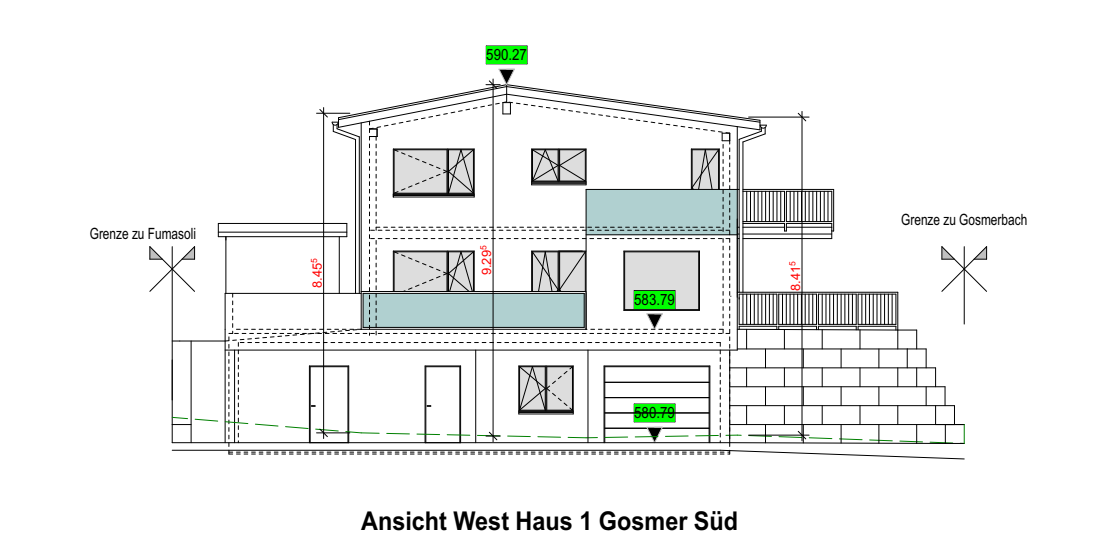 590.27
Grenze zu Fumasoli
Grenze zu Gosmerbach
8.45⁵
9.29⁵
8.41⁵
583.79
580.79
Ansicht West Haus 1 Gosmer Süd